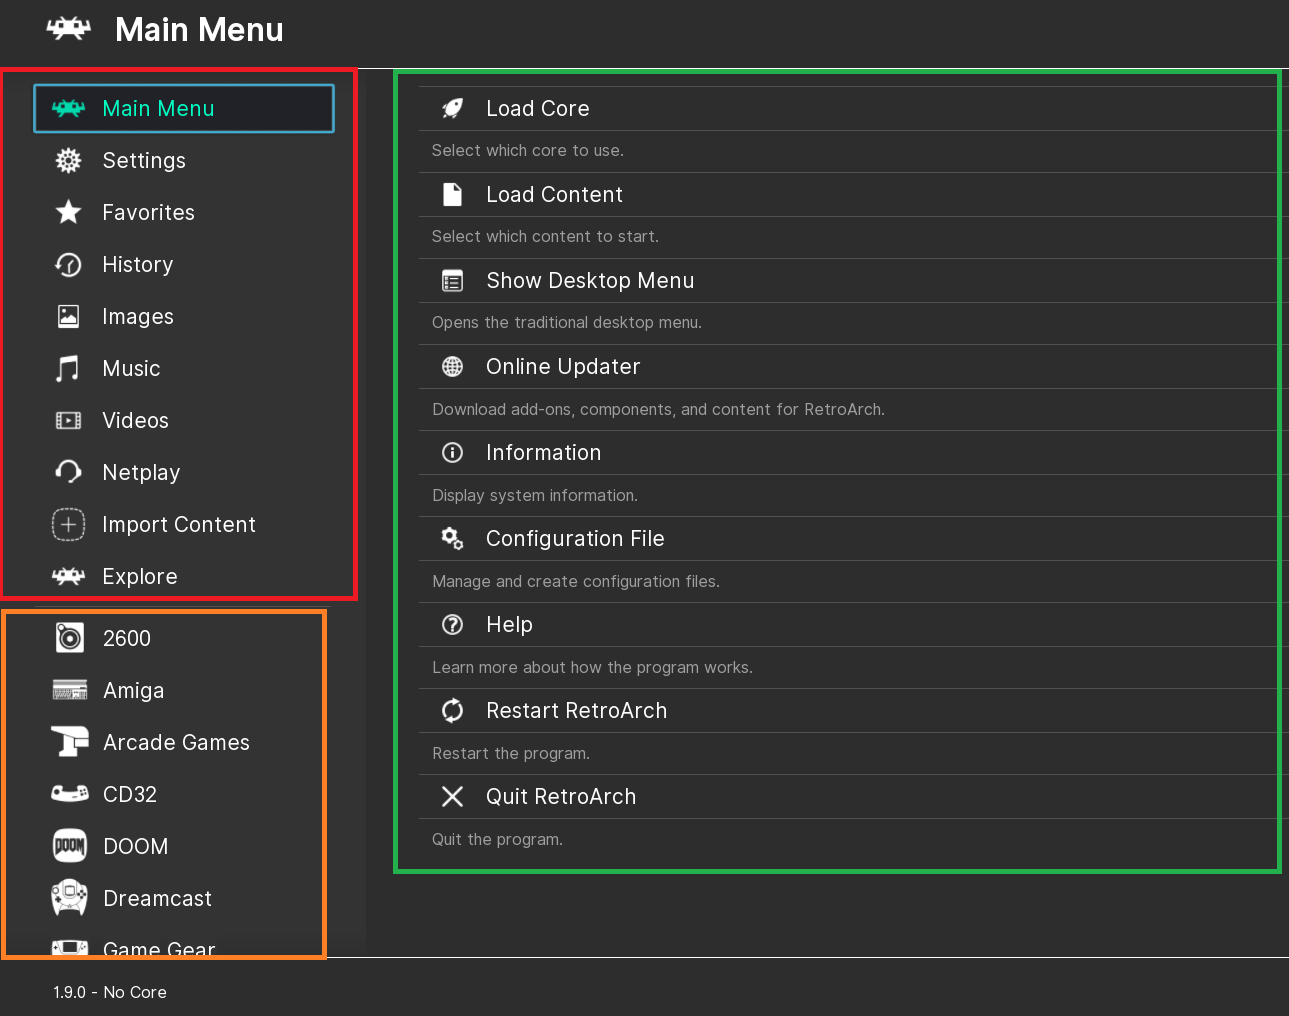 Main Menu
Main Menu
Settings
Favorites
History
Images
Music
Videos
Netplay
Import Content
Explore
2600
Amiga
Arcade Games
CD32
DOOM
DOOM
Dreamcast
Game Gear
Load Core
Select which core to use.
Load Content
Select which content to start.
Show Desktop Menu
Opens the traditional desktop menu.
Online Updater
Download add-ons, components, and content for RetroArch.
Information
Display system information.
Configuration File
Manage and create configuration files.
Help
Learn more about how the program works.
Restart RetroArch
Restart the program.
Quit RetroArch
Quit the program.
1.9.0 - No Core